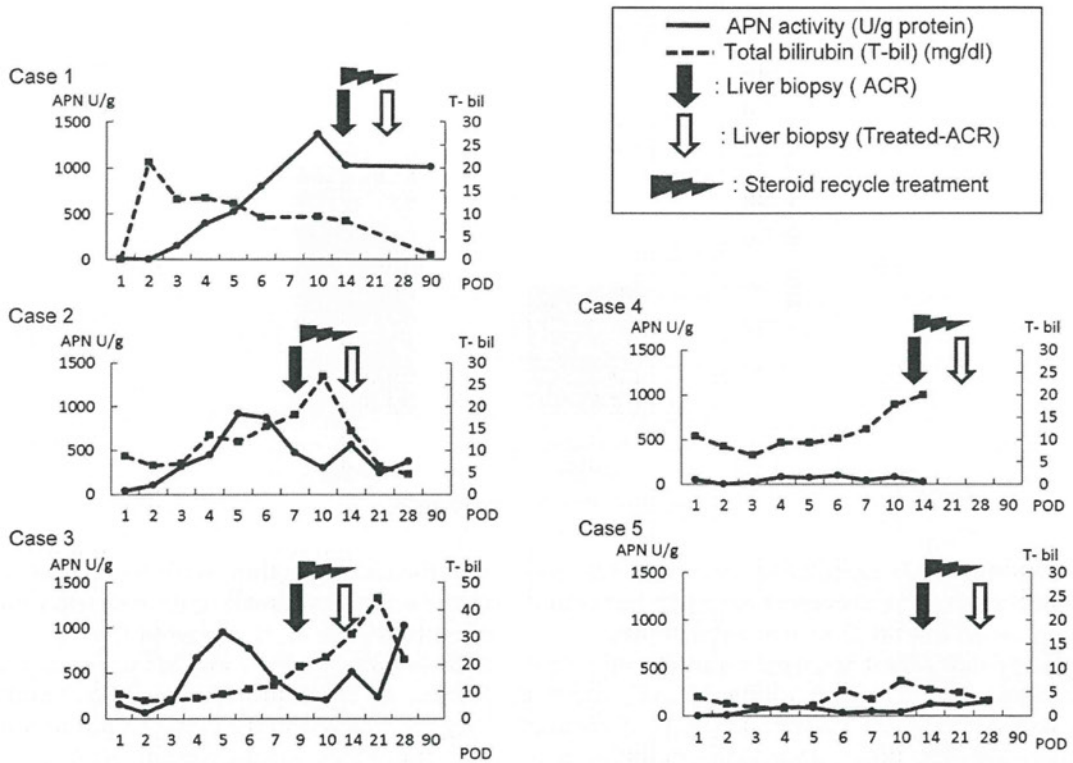 APN activity (U/g protein)
Total bilirubin (T-bil) (mg/dl)
: Liver biopsy ( ACR)
: Liver biopsy (Treated-ACR)
: Steroid recycle treatment
Case 1
APN U/g T- bil
1500 30
25
1000 20
15
500 10
5
0 0
1 2 3 4 5 6 7 10 14 21 28 90 POD
Case 2
APN U/g T- bil
1500 30
25
1000 20
15
500 10
5
0 0
1 2 3 4 5 6 7 10 14 21 28 90 POD
Case 3
APN U/g T- bil
1500 50
40
1000 30
20
500 10
0 0
1 2 3 4 5 6 7 9 10 14 21 28 90 POD
Case 4
APN U/g T- bil
1500 30
25
1000 20
15
500 10
5
0 0
1 2 3 4 5 6 7 10 14 21 28 90 POD
Case 5
APN U/g T- bil
1500 30
25
1000 20
15
500 10
5
0 0
1 2 3 4 5 6 7 10 14 21 28 90 POD